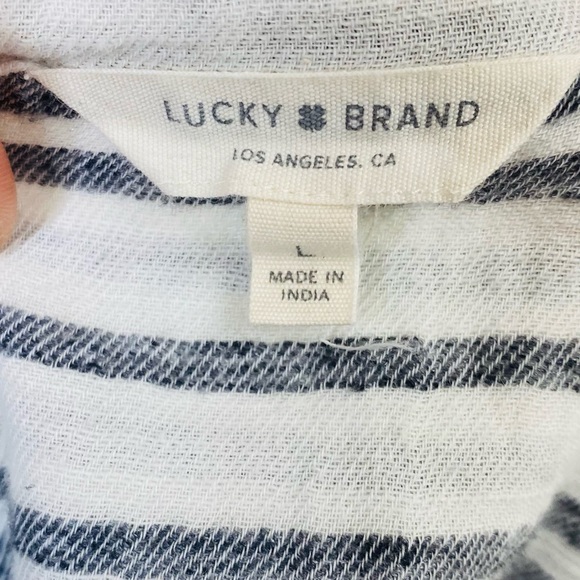 LUCKY BRAND
LOS ANGELES, CA
L
MADE IN
INDIA